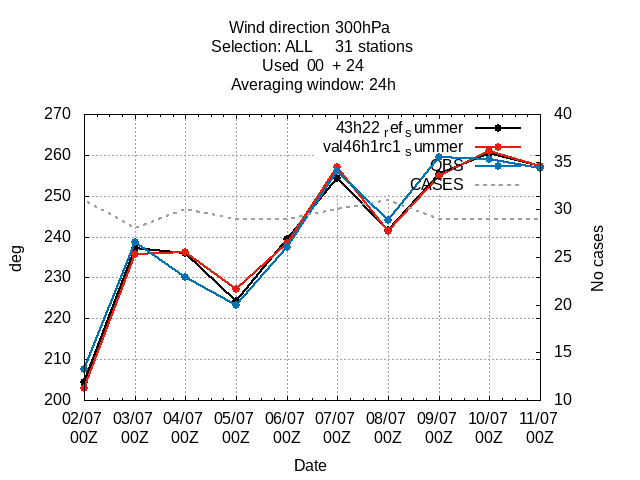 Wind direction 300hPa
Selection: ALL 31 stations
Used 00 + 24
Averaging window: 24h
270 40
43h22 refsummer
val46h1rc1 summer
OBS
CASES
260 35
250 30
240 25
230 20
220
210 15
200 10
deg
No cases
02/07 03/07 04/07 05/07 06/07 07/07 08/07 09/07 10/07 11/07
00Z 00Z 00Z 00Z 00Z 00Z 00Z 00Z 00Z 00Z
Date